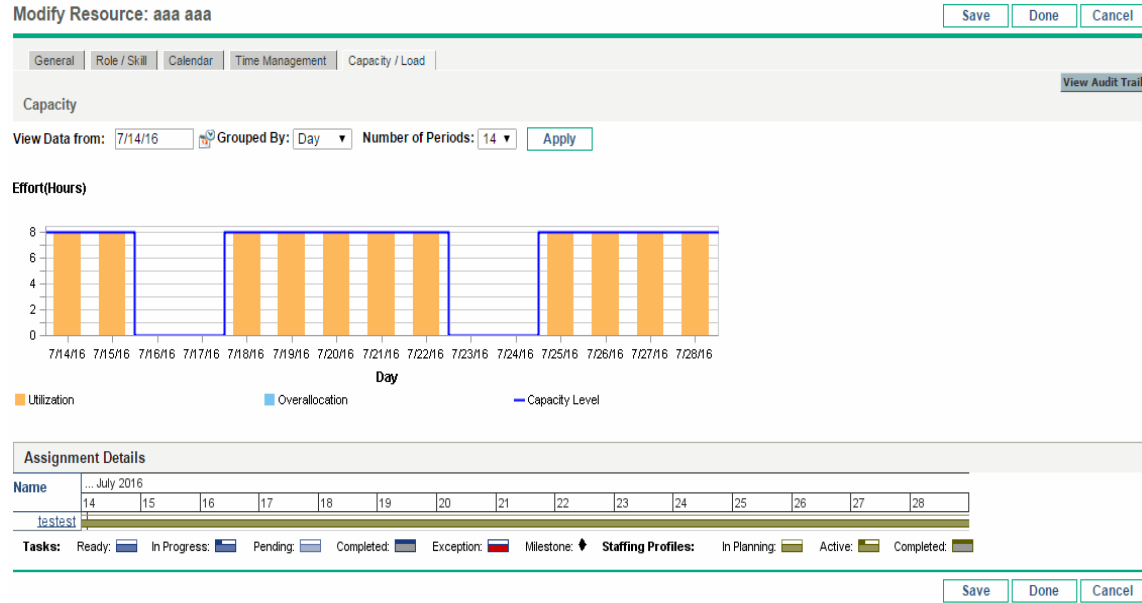 Modify Resource: aaa aaa
Save Done Cancel
General Role / Skill Calendar Time Management Capacity / Load
View Audit Trail
Capacity
View Data from: 7/14/16 Grouped By: Day Number of Periods: 14 Apply
Effort(Hours)
8
6
4
2
0
7/14/16 7/15/16 7/16/16 7/17/16 7/18/16 7/19/16 7/20/16 7/21/16 7/22/16 7/23/16 7/24/16 7/25/16 7/26/16 7/27/16 7/28/16
Day
Utilization Overallocation Capacity Level
Assignment Details
Name ... July 2016
14 15 16 17 18 19 20 21 22 23 24 25 26 27 28
testest
Tasks: Ready: In Progress: Pending: Completed: Exception: Milestone: Staffing Profiles: In Planning: Active: Completed:
Save Done Cancel